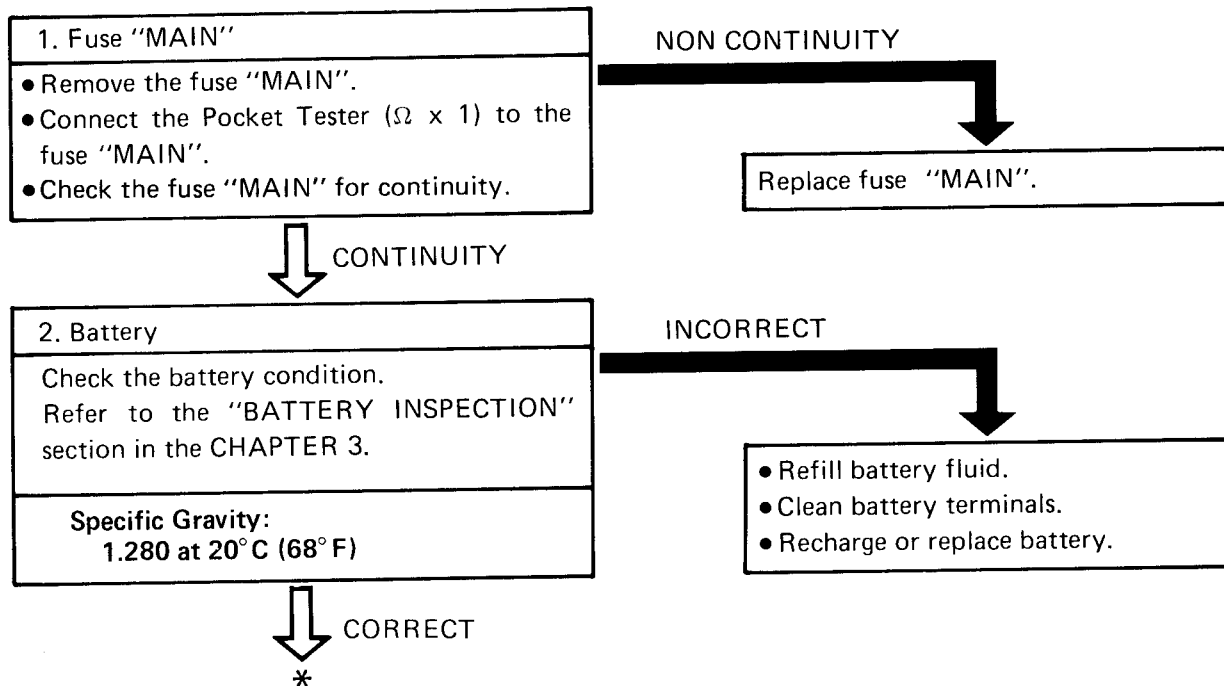 1. Fuse “MAIN”
● Remove the fuse “MAIN”.
● Connect the Pocket Tester (Ω x 1) to the
fuse “MAIN”.
● Check the fuse “MAIN” for continuity.
NON CONTINUITY
Replace fuse “MAIN”.
CONTINUITY
2. Battery
Check the battery condition.
Refer to the “BATTERY INSPECTION”
section in the CHAPTER 3.
Specific Gravity:
1.280 at 20°C (68°F)
INCORRECT
● Refill battery fluid.
● Clean battery terminals.
● Recharge or replace battery.
CORRECT
*